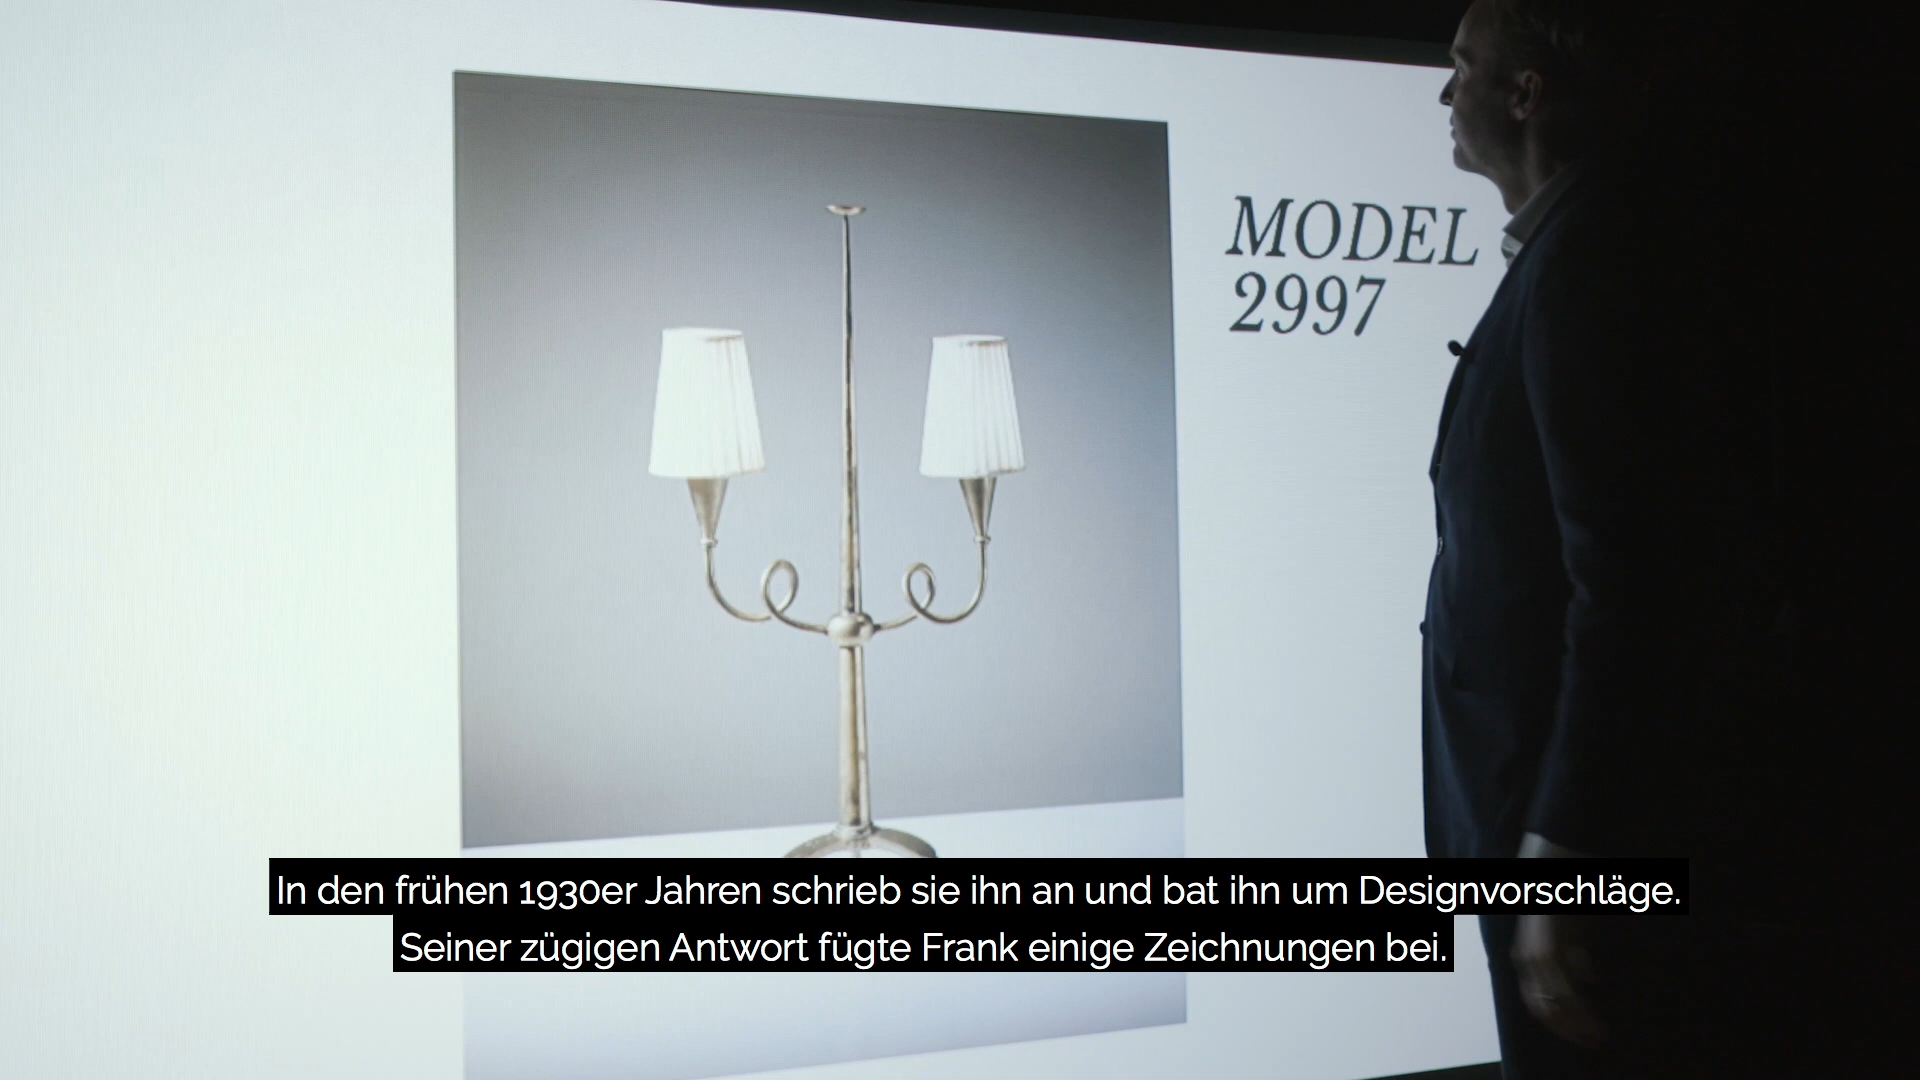 MODEL
2997
In den frühen 1930er Jahren schrieb sie ihn an und bat ihn um Designvorschläge.
Seiner zügigen Antwort fügte Frank einige Zeichnungen bei.